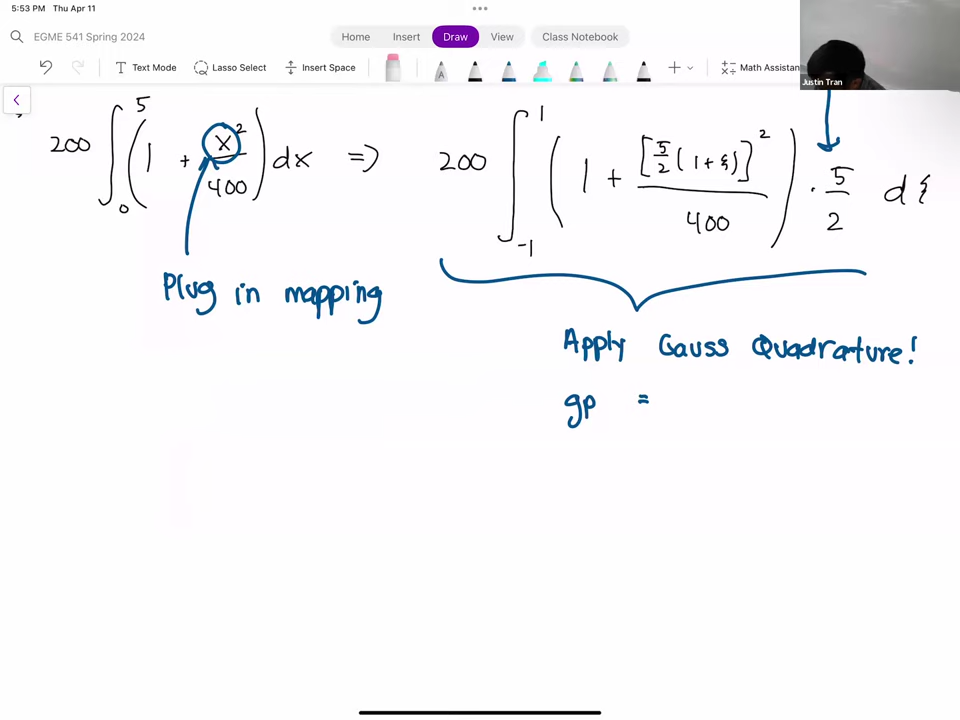 5:53 PM Thu Apr 11
EGME 541 Spring 2024
Home Insert Draw View Class Notebook
Text Mode Lasso Select Insert Space Math Assistan
Justin Tran
200 ∫₀⁵ (1 + x²/400) dx ⇒ 200 ∫₋₁¹ (1 + [5/2 (1+ξ)]²/400) · 5/2 dξ
Plug in mapping
Apply Gauss Quadrature!
gp =